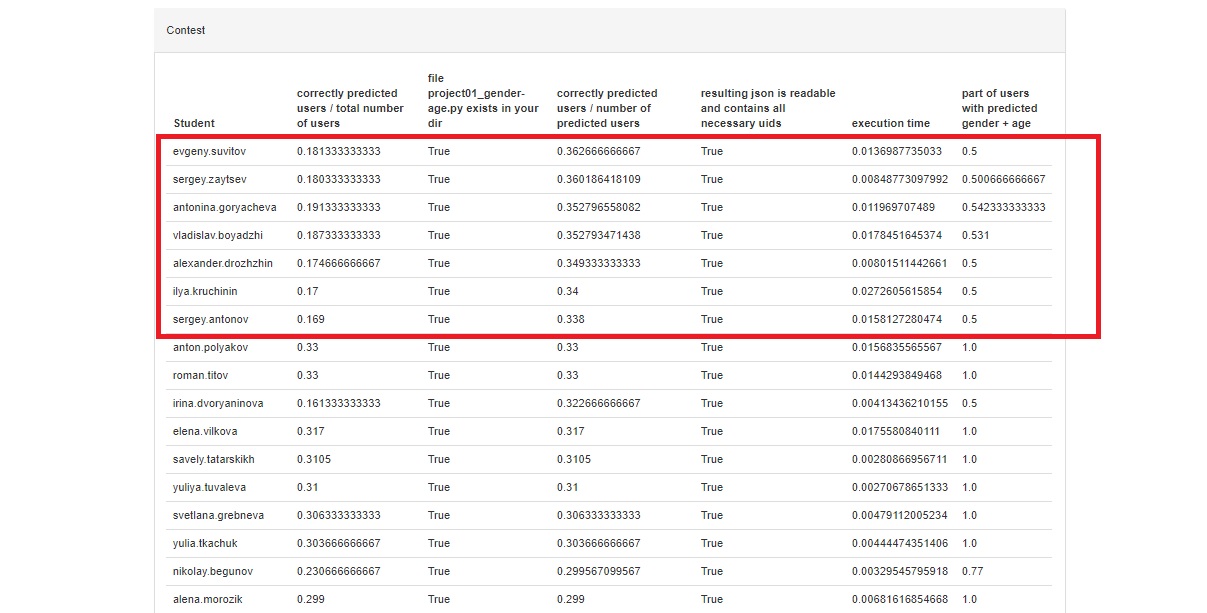 Contest
Student
correctly predicted
users / total number
of users
file
project01_gender-
age.py exists in your
dir
correctly predicted
users / number of
predicted users
resulting json is readable
and contains all
necessary uids
execution time
part of users
with predicted
gender + age
evgeny.suvitov 0.181333333333 True 0.362666666667 True 0.0136987735033 0.5
sergey.zaytsev 0.180333333333 True 0.360186418109 True 0.00848773097992 0.500666666667
antonina.goryacheva 0.191333333333 True 0.352796558082 True 0.011969707489 0.542333333333
vladislav.boyadzhi 0.187333333333 True 0.352793471438 True 0.0178451645374 0.531
alexander.drozhzhin 0.174666666667 True 0.349333333333 True 0.00801511442661 0.5
ilya.kruchinin 0.17 True 0.34 True 0.0272605615854 0.5
sergey.antonov 0.169 True 0.338 True 0.0158127280474 0.5
anton.polyakov 0.33 True 0.33 True 0.0156835565567 1.0
roman.titov 0.33 True 0.33 True 0.0144293849468 1.0
irina.dvoryaninova 0.161333333333 True 0.322666666667 True 0.00413436210155 0.5
elena.vilkova 0.317 True 0.317 True 0.0175580840111 1.0
savely.tatarskikh 0.3105 True 0.3105 True 0.00280866956711 1.0
yuliya.tuvaleva 0.31 True 0.31 True 0.00270678651333 1.0
svetlana.grebneva 0.306333333333 True 0.306333333333 True 0.00479112005234 1.0
yulia.tkachuk 0.303666666667 True 0.303666666667 True 0.00444474351406 1.0
nikolay.begunov 0.230666666667 True 0.299567099567 True 0.00329545795918 0.77
alena.morozik 0.299 True 0.299 True 0.00681616854668 1.0